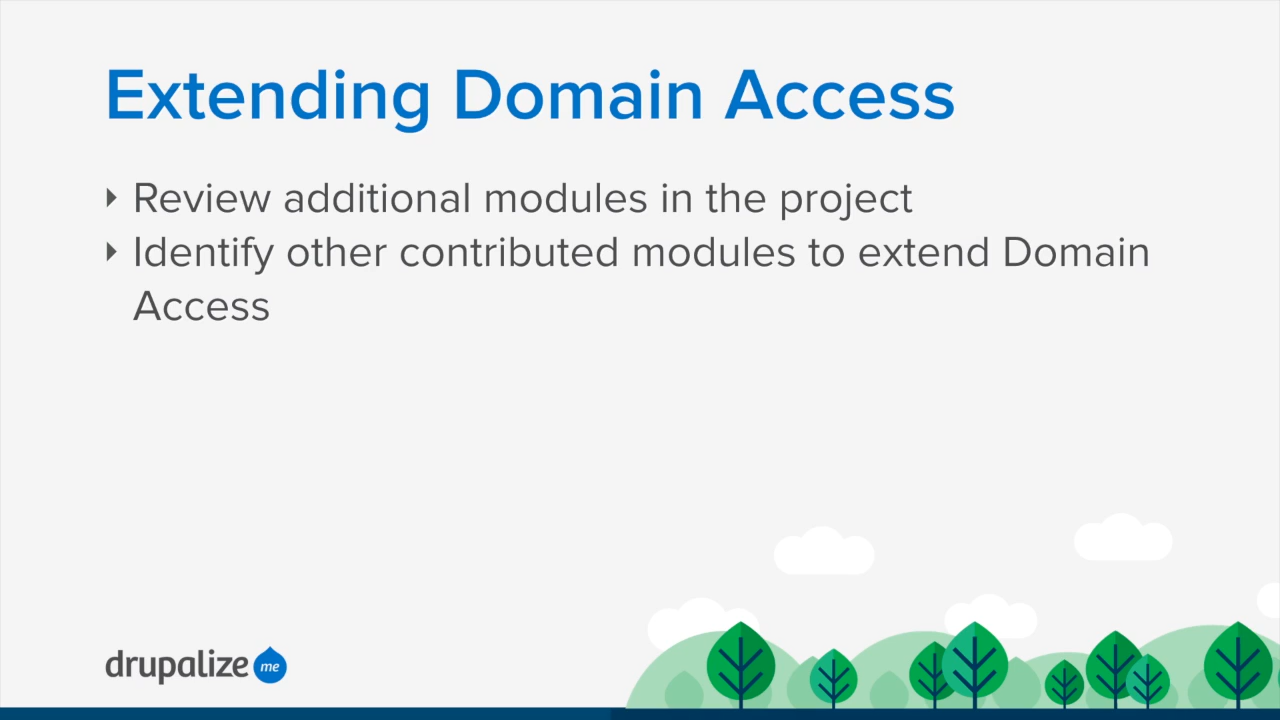 Extending Domain Access
Review additional modules in the project
Identify other contributed modules to extend Domain
Access
drupalize me